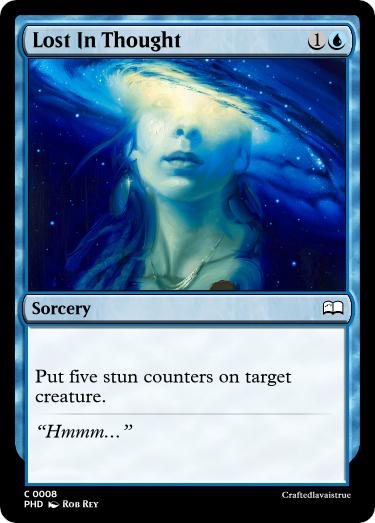 Lost In Thought 1
Sorcery
Put five stun counters on target
creature.
“Hmmm…”
C 0008
PHD Rob Rey
Craftedlavaistrue